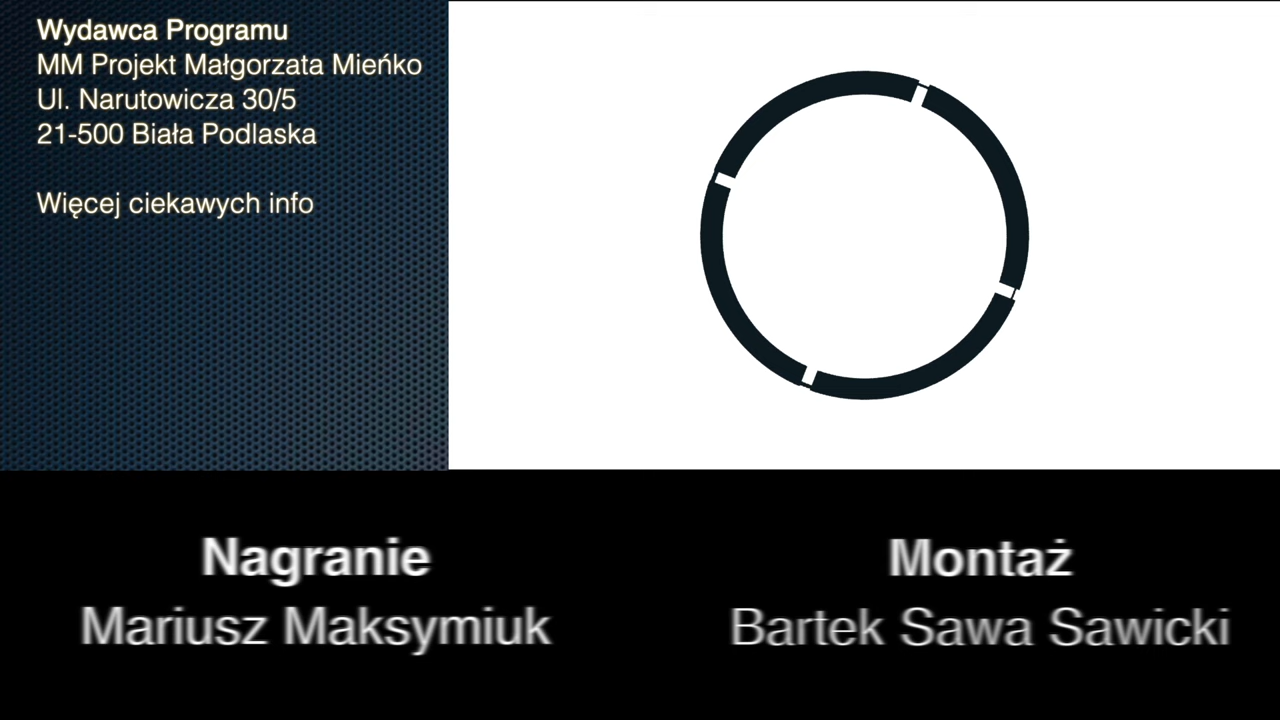 Wydawca Programu
MM Projekt Małgorzata Mieńko
Ul. Narutowicza 30/5
21-500 Biała Podlaska
Więcej ciekawych info
Nagranie
Mariusz Maksymiuk
Montaż
Bartek Sawa Sawicki